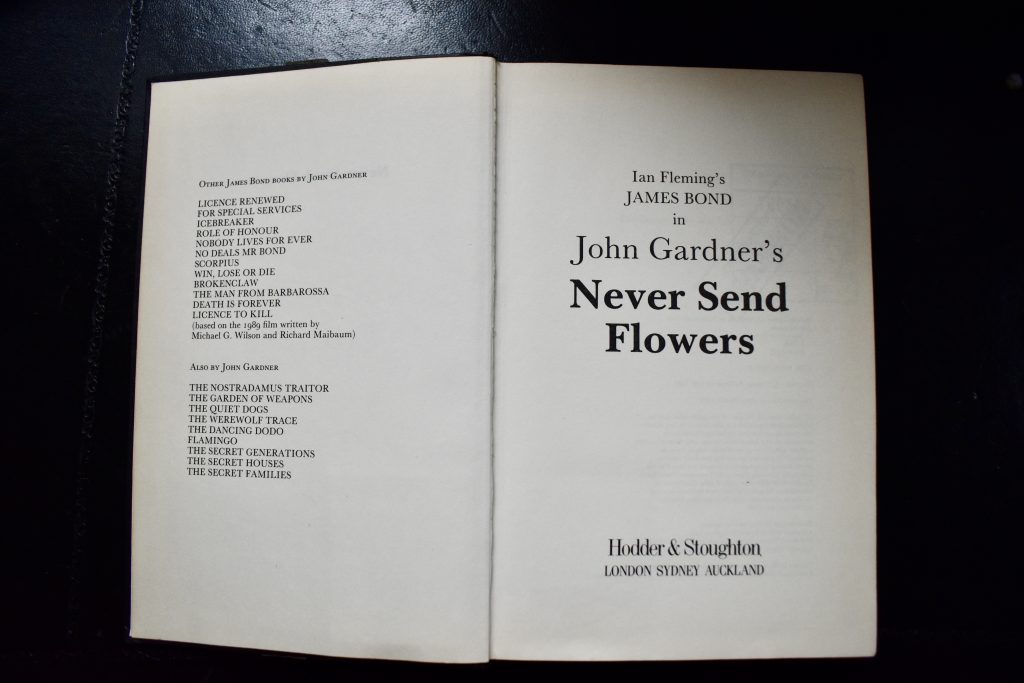 Other James Bond books by John Gardner
LICENCE RENEWED
FOR SPECIAL SERVICES
ICEBREAKER
ROLE OF HONOUR
NOBODY LIVES FOR EVER
NO DEALS MR BOND
SCORPIUS
WIN, LOSE OR DIE
BROKENCLAW
THE MAN FROM BARBAROSSA
DEATH IS FOREVER
LICENCE TO KILL
(based on the 1989 film written by
Michael G. Wilson and Richard Maibaum)
Also by John Gardner
THE NOSTRADAMUS TRAITOR
THE GARDEN OF WEAPONS
THE QUIET DOGS
THE WEREWOLF TRACE
THE DANCING DODO
FLAMINGO
THE SECRET GENERATIONS
THE SECRET HOUSES
THE SECRET FAMILIES
Ian Fleming's
JAMES BOND
in
John Gardner's
Never Send
Flowers
Hodder & Stoughton
LONDON SYDNEY AUCKLAND